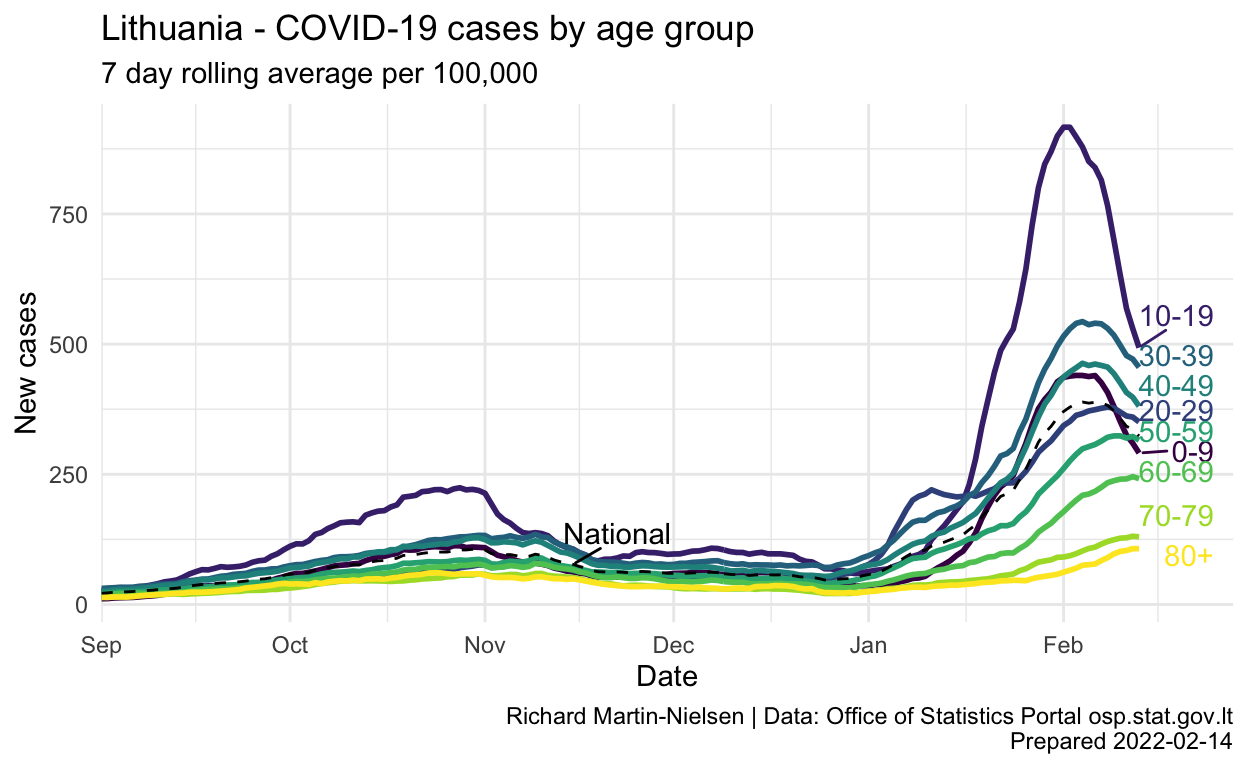 Lithuania - COVID-19 cases by age group
7 day rolling average per 100,000
New cases
750
500
250
0
National
10-19
30-39
40-49
20-29
50-59
0-9
60-69
70-79
80+
Sep Oct Nov Dec Jan Feb
Date
Richard Martin-Nielsen | Data: Office of Statistics Portal osp.stat.gov.lt
Prepared 2022-02-14